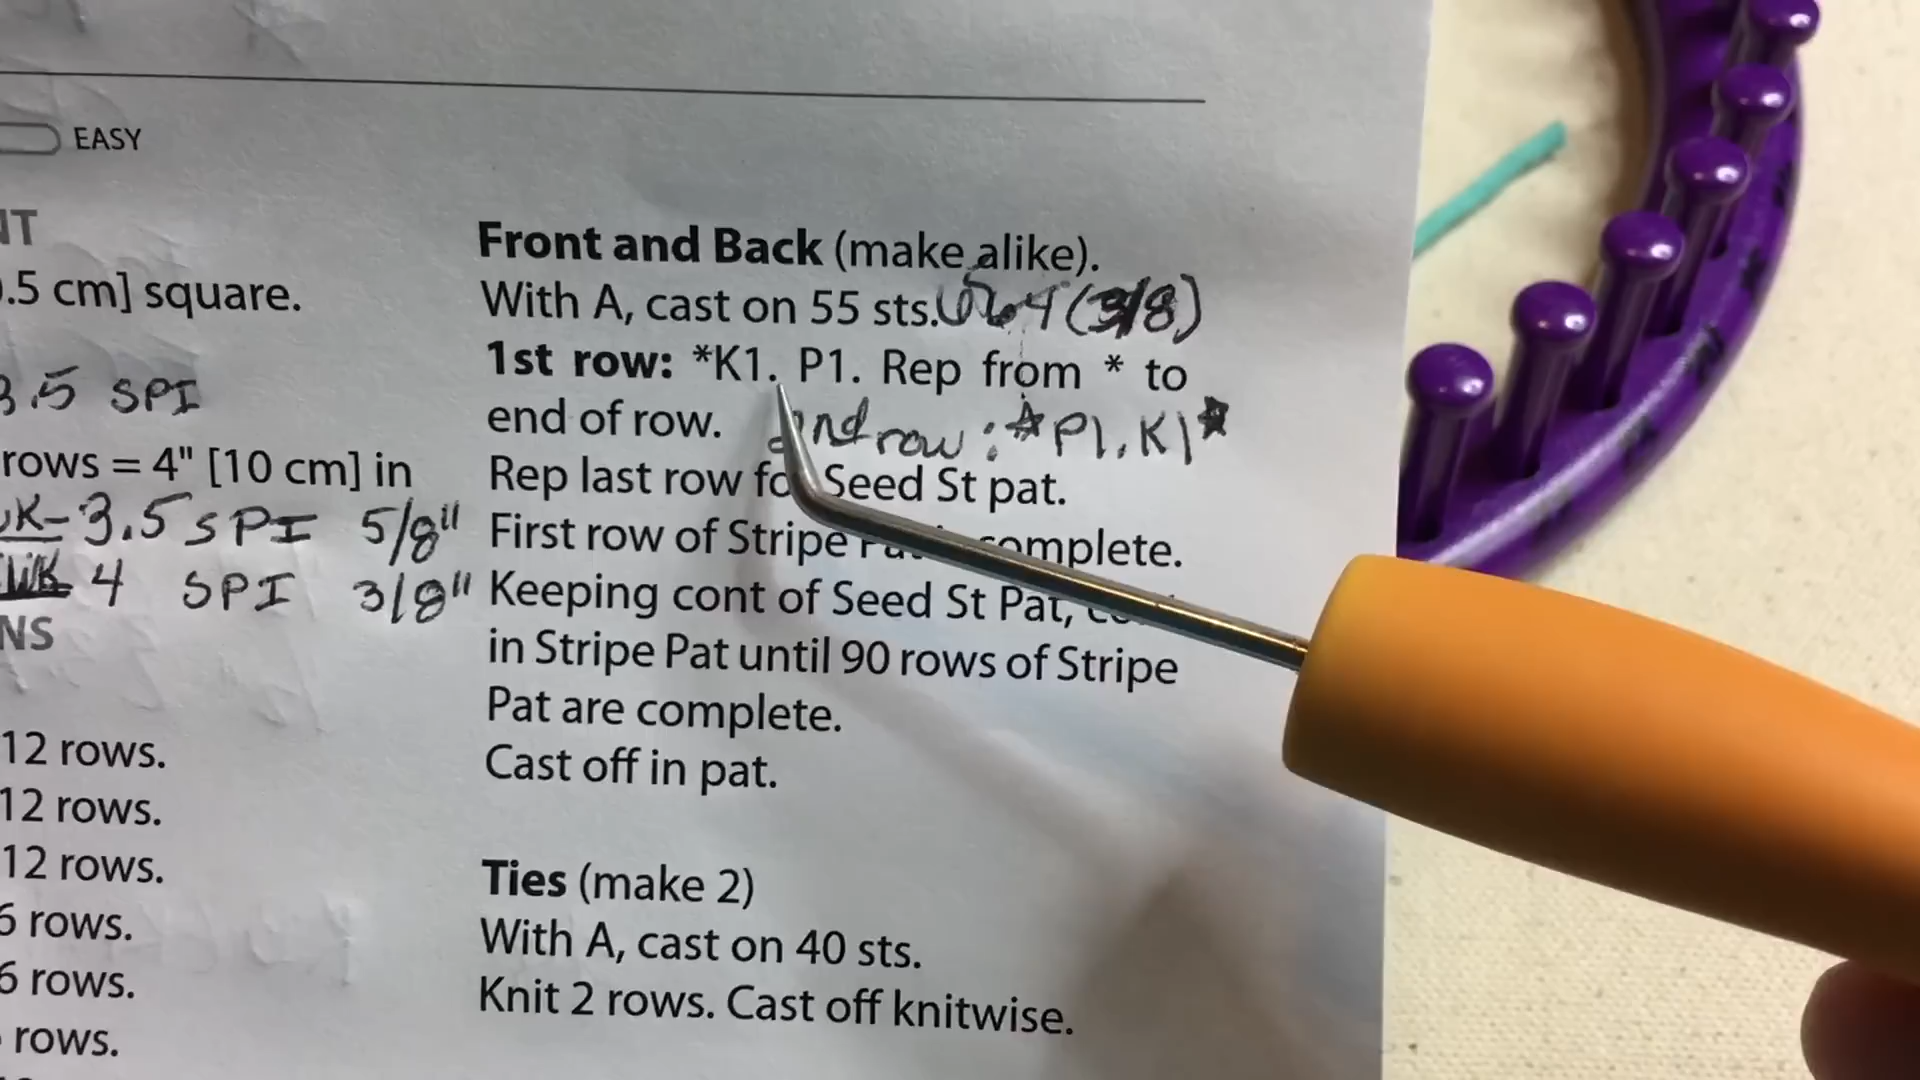 EASY
NT
.5 cm] square.
3.5 SPI
rows = 4" [10 cm] in
3.5 SPI 5/8"
4 SPI 3/8"
NS
12 rows.
12 rows.
12 rows.
6 rows.
6 rows.
rows.
Front and Back (make alike).
With A, cast on 55 sts. 64 (3/8)
1st row: *K1. P1. Rep from * to
end of row. 2nd row: *P1, K1*
Rep last row for Seed St pat.
First row of Stripe complete.
Keeping cont of Seed St Pat,
in Stripe Pat until 90 rows of Stripe
Pat are complete.
Cast off in pat.
Ties (make 2)
With A, cast on 40 sts.
Knit 2 rows. Cast off knitwise.